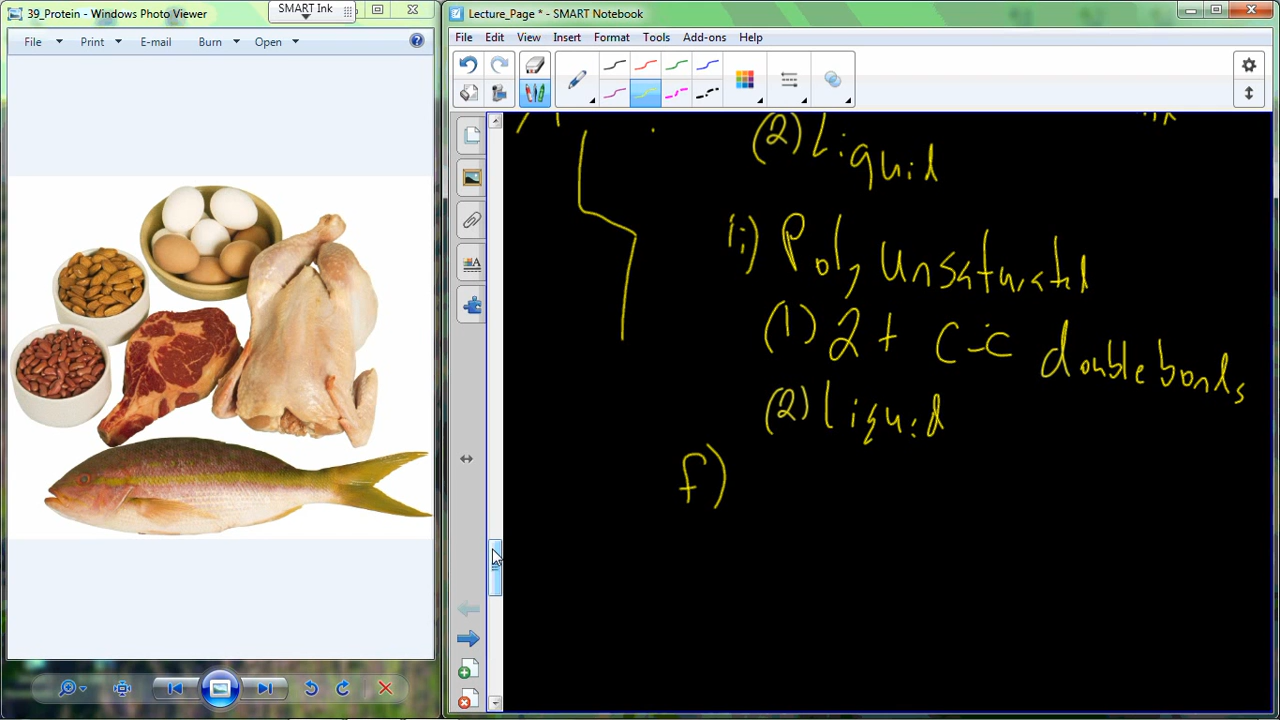 39_Protein - Windows Photo Viewer
SMART Ink
File Print E-mail Burn Open
Lecture_Page * - SMART Notebook
File Edit View Insert Format Tools Add-ons Help
(2) Liquid
ii) Poly unsaturated
(1) 2+ C=C double bonds
(2) liquid
f)